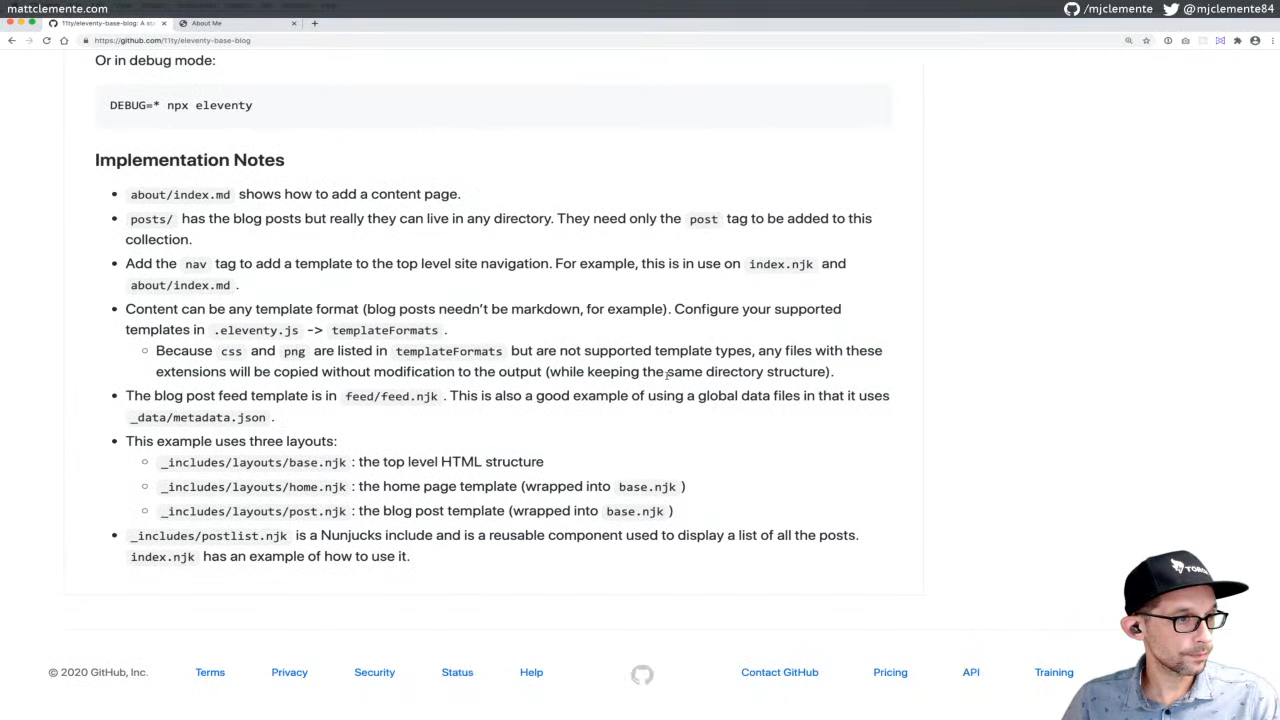 mattclemente.com
/mjclemente
@mjclemente84
11ty/eleventy-base-blog: A sta
About Me
https://github.com/11ty/eleventy-base-blog
Or in debug mode:
DEBUG=* npx eleventy
Implementation Notes
about/index.md shows how to add a content page.
posts/ has the blog posts but really they can live in any directory. They need only the post tag to be added to this
collection.
Add the nav tag to add a template to the top level site navigation. For example, this is in use on index.njk and
about/index.md .
Content can be any template format (blog posts needn't be markdown, for example). Configure your supported
templates in .eleventy.js -> templateFormats .
Because css and png are listed in templateFormats but are not supported template types, any files with these
extensions will be copied without modification to the output (while keeping the same directory structure).
The blog post feed template is in feed/feed.njk . This is also a good example of using a global data files in that it uses
_data/metadata.json .
This example uses three layouts:
_includes/layouts/base.njk : the top level HTML structure
_includes/layouts/home.njk : the home page template (wrapped into base.njk )
_includes/layouts/post.njk : the blog post template (wrapped into base.njk )
_includes/postlist.njk is a Nunjucks include and is a reusable component used to display a list of all the posts.
index.njk has an example of how to use it.
© 2020 GitHub, Inc.
Terms
Privacy
Security
Status
Help
Contact GitHub
Pricing
API
Training